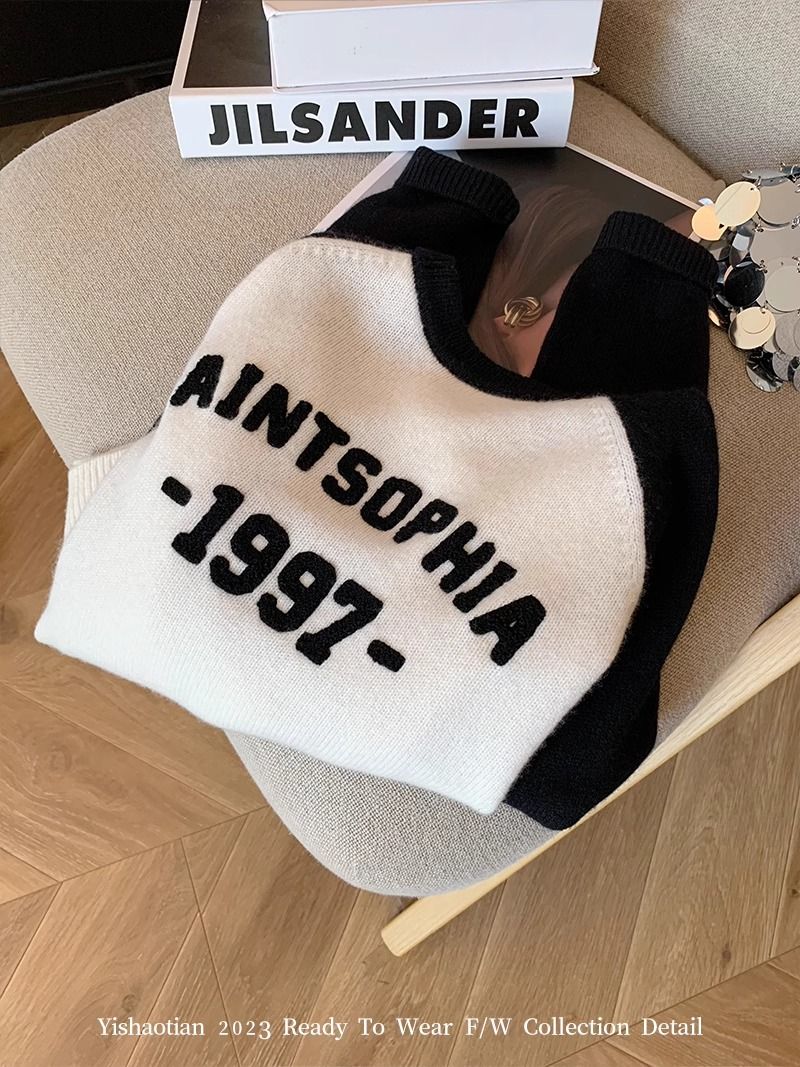 JILSANDER
AINTSOPHIA
-1997-
Yishaotian 2023 Ready To Wear F/W Collection Detail